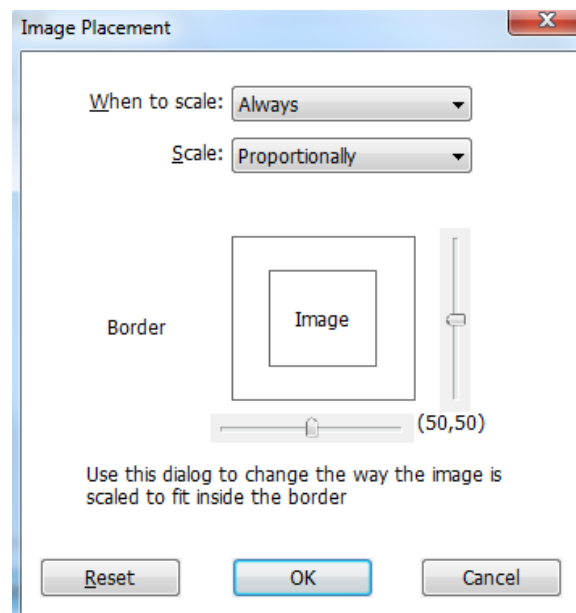 Image Placement
When to scale: Always
Scale: Proportionally
Border
Image
(50,50)
Use this dialog to change the way the image is
scaled to fit inside the border
Reset OK Cancel